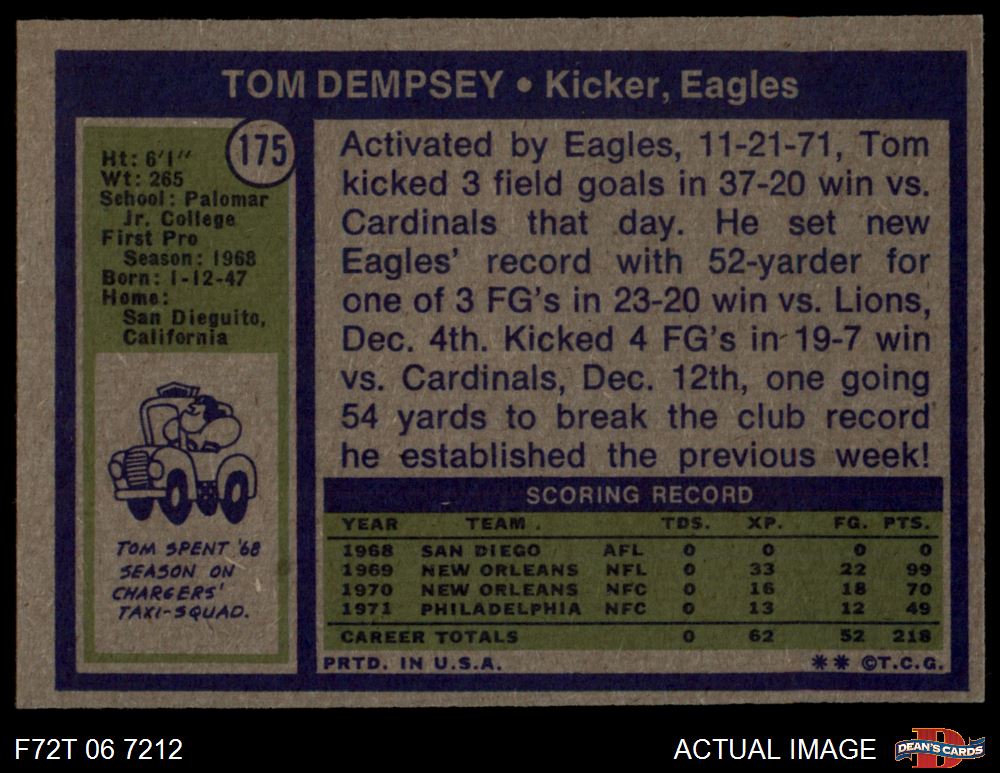 TOM DEMPSEY • Kicker, Eagles
175
Ht: 6'1"
Wt: 265
School: Palomar
Jr. College
First Pro
Season: 1968
Born: 1-12-47
Home:
San Dieguito,
California
TOM SPENT '68
SEASON ON
CHARGERS'
TAXI-SQUAD.
Activated by Eagles, 11-21-71, Tom
kicked 3 field goals in 37-20 win vs.
Cardinals that day. He set new
Eagles' record with 52-yarder for
one of 3 FG's in 23-20 win vs. Lions,
Dec. 4th. Kicked 4 FG's in 19-7 win
vs. Cardinals, Dec. 12th, one going
54 yards to break the club record
he established the previous week!
SCORING RECORD
YEAR TEAM TDS. XP. FG. PTS.
1968 SAN DIEGO AFL 0 0 0 0
1969 NEW ORLEANS NFL 0 33 22 99
1970 NEW ORLEANS NFC 0 16 18 70
1971 PHILADELPHIA NFC 0 13 12 49
CAREER TOTALS 0 62 52 218
PRTD. IN U.S.A. ** ©T.C.G.
F72T 06 7212 ACTUAL IMAGE
DEAN'S CARDS